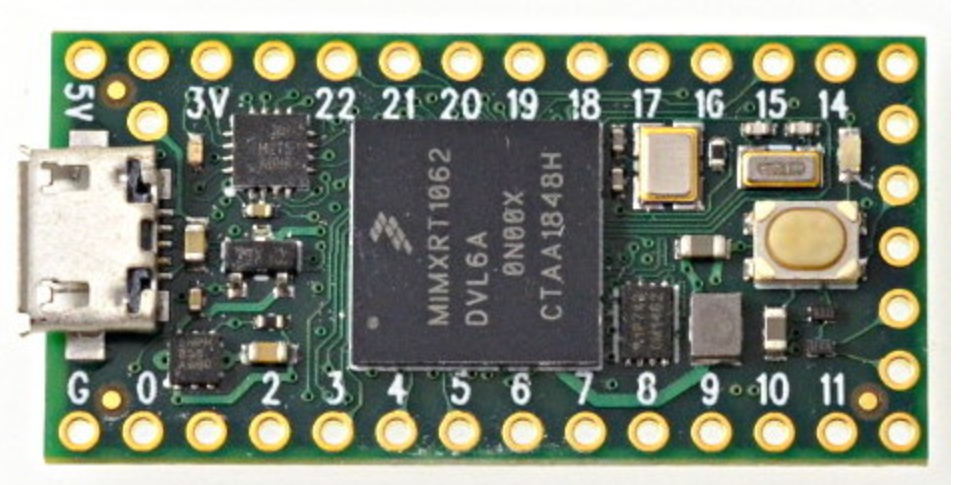 5V 3V 22 21 20 19 18 17 16 15 14
MIMXRT1062
DVL6A
0N00X
CTAA1848H
G 0 2 3 4 5 6 7 8 9 10 11